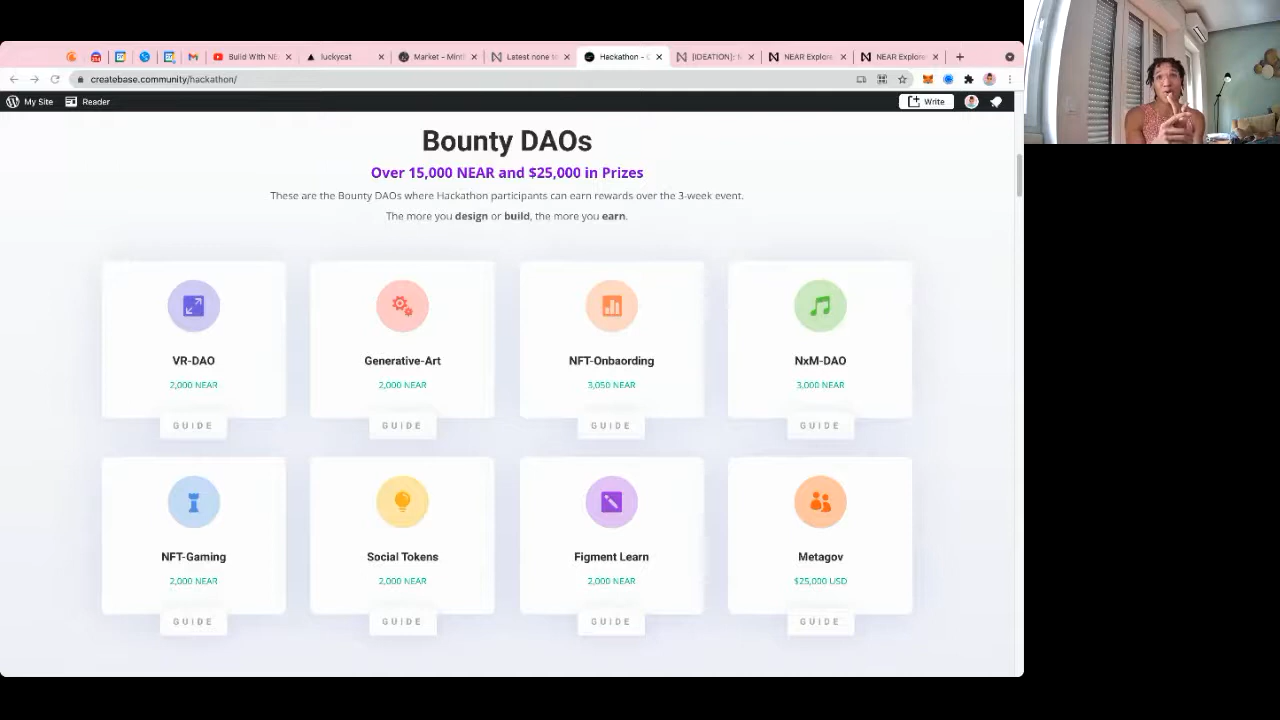 Build With NE
luckycat
Market - Mint
Latest none to
Hackathon - C
[IDEATION]: N
NEAR Explore
NEAR Explore
createbase.community/hackathon/
My Site
Reader
Write
Bounty DAOs
Over 15,000 NEAR and $25,000 in Prizes
These are the Bounty DAOs where Hackathon participants can earn rewards over the 3-week event.
The more you design or build, the more you earn.
VR-DAO
2,000 NEAR
GUIDE
Generative-Art
2,000 NEAR
GUIDE
NFT-Onbaording
3,050 NEAR
GUIDE
NxM-DAO
3,000 NEAR
GUIDE
NFT-Gaming
2,000 NEAR
GUIDE
Social Tokens
2,000 NEAR
GUIDE
Figment Learn
2,000 NEAR
GUIDE
Metagov
$25,000 USD
GUIDE